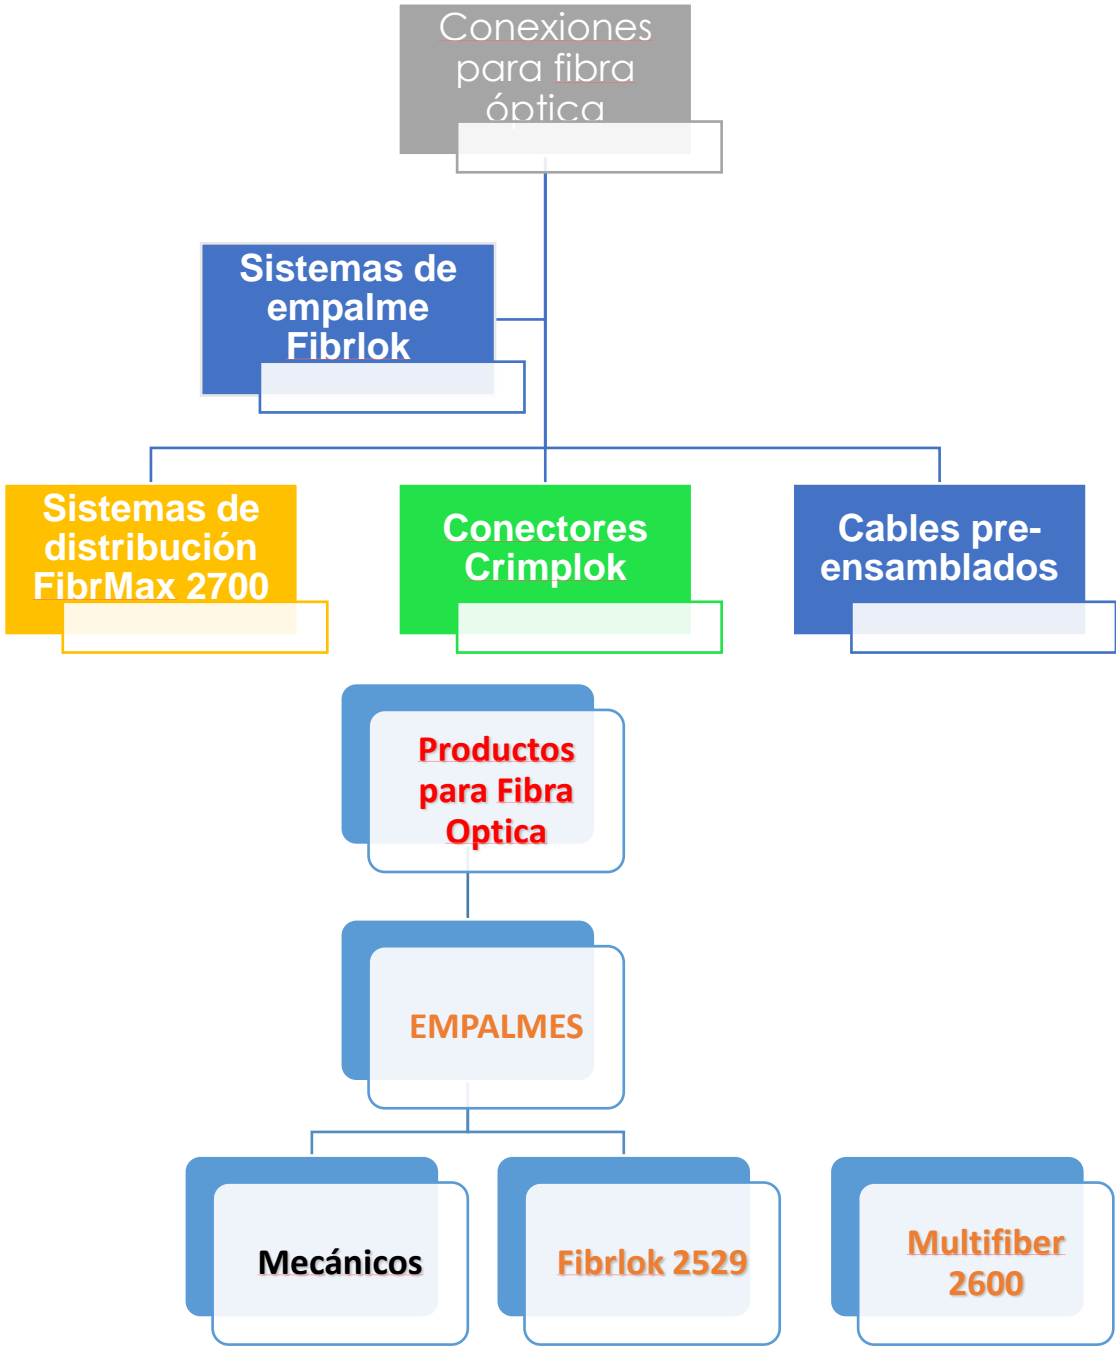 Conexiones
para fibra
óptica
Sistemas de
empalme
Fibrlok
Sistemas de
distribución
FibrMax 2700
Conectores
Crimplok
Cables pre-
ensamblados
Productos
para Fibra
Optica
EMPALMES
Mecánicos
Fibrlok 2529
Multifiber
2600